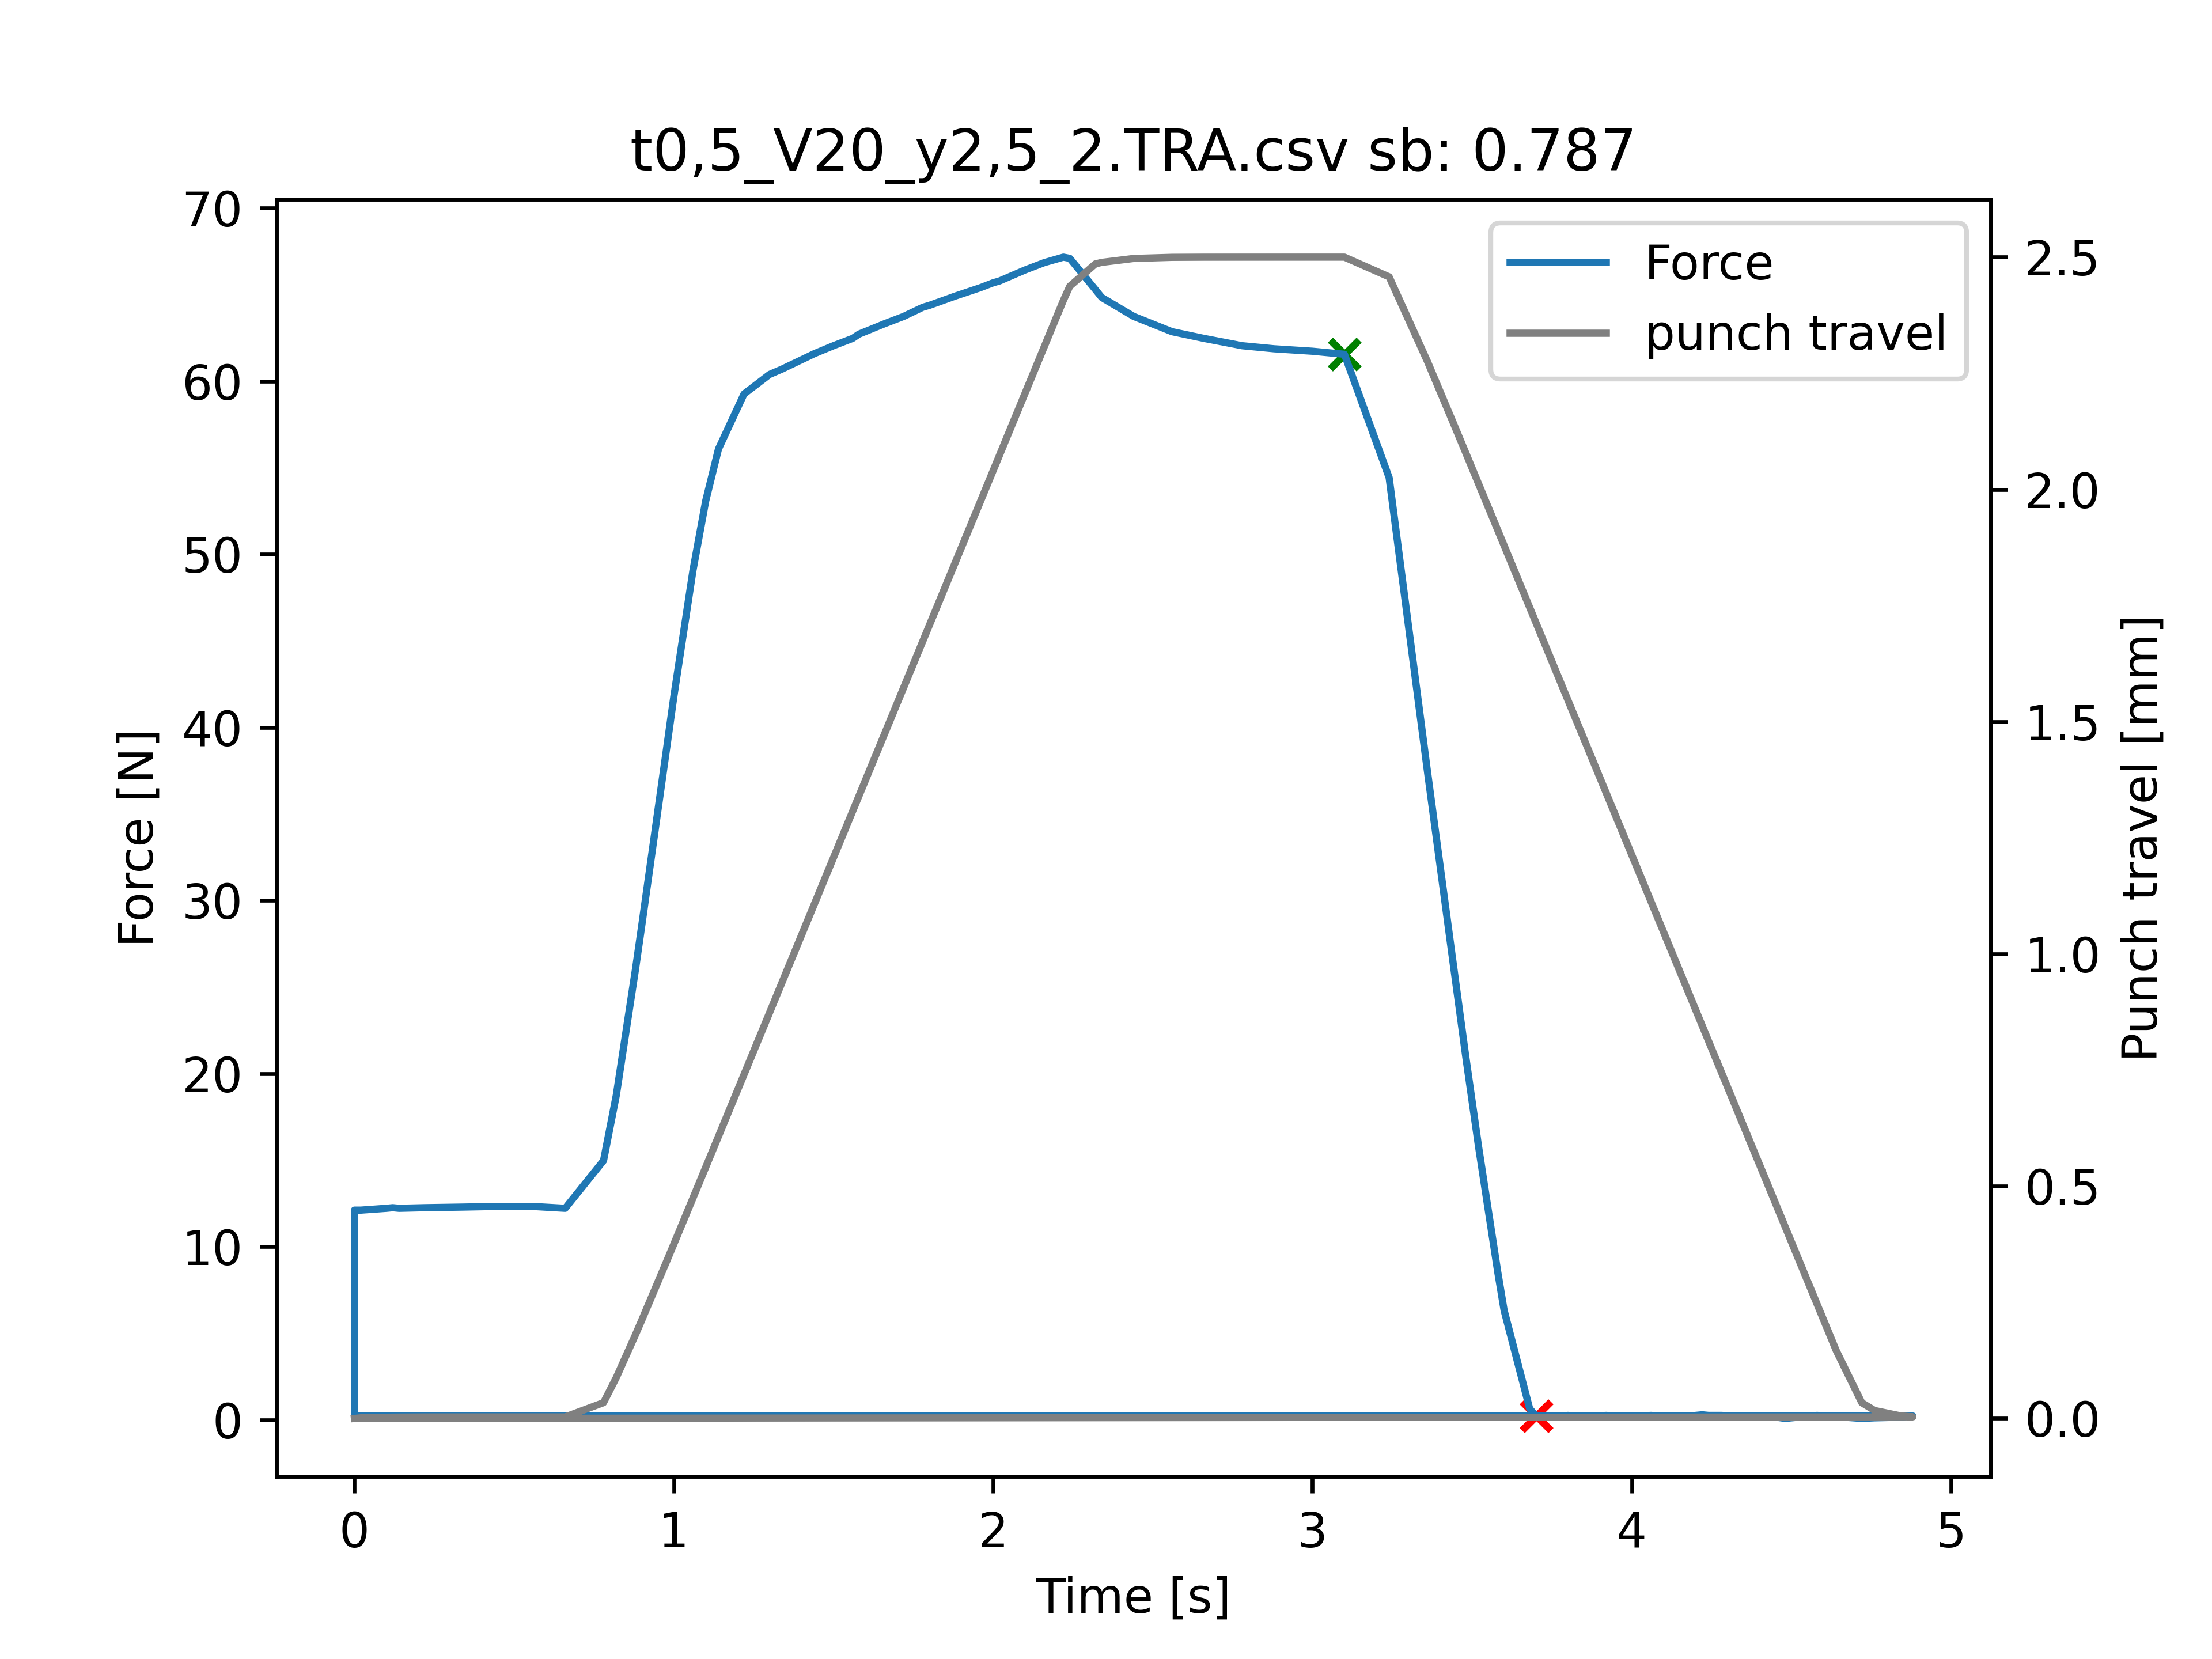 t0,5_V20_y2,5_2.TRA.csv sb: 0.787
Force
punch travel
70
60
50
40
30
20
10
0
Force [N]
2.5
2.0
1.5
1.0
0.5
0.0
Punch travel [mm]
0 1 2 3 4 5
Time [s]